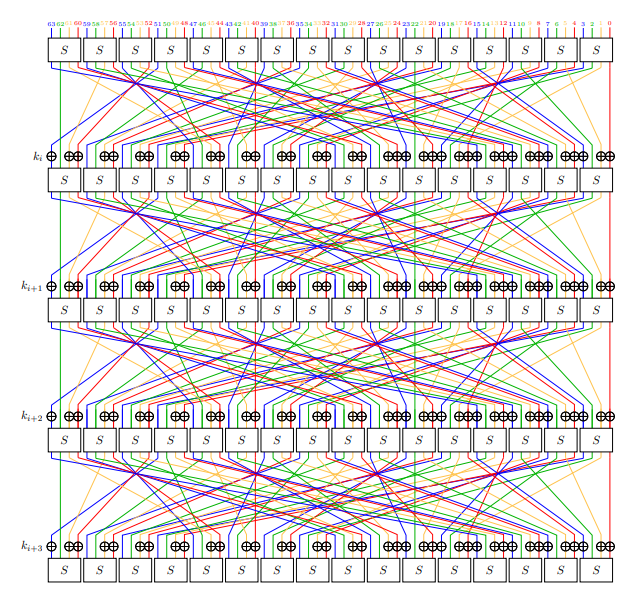 63 62 61 60 59 58 57 56 55 54 53 52 51 50 49 48 47 46 45 44 43 42 41 40 39 38 37 36 35 34 33 32 31 30 29 28 27 26 25 24 23 22 21 20 19 18 17 16 15 14 13 12 11 10 9 8 7 6 5 4 3 2 1 0
S S S S S S S S S S S S S S S S
k_i
S S S S S S S S S S S S S S S S
k_{i+1}
S S S S S S S S S S S S S S S S
k_{i+2}
S S S S S S S S S S S S S S S S
k_{i+3}
S S S S S S S S S S S S S S S S